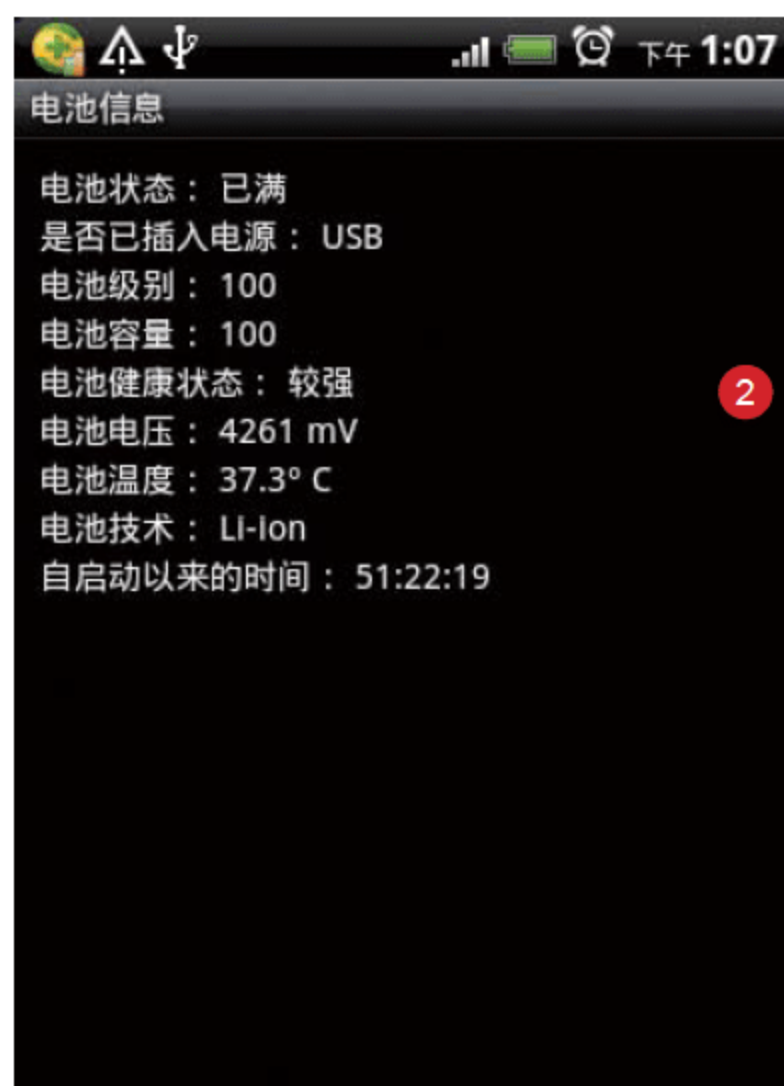 下午 1:07
电池信息
电池状态： 已满
是否已插入电源： USB
电池级别： 100
电池容量： 100
电池健康状态： 较强
2
电池电压： 4261 mV
电池温度： 37.3° C
电池技术： Li-ion
自启动以来的时间： 51:22:19